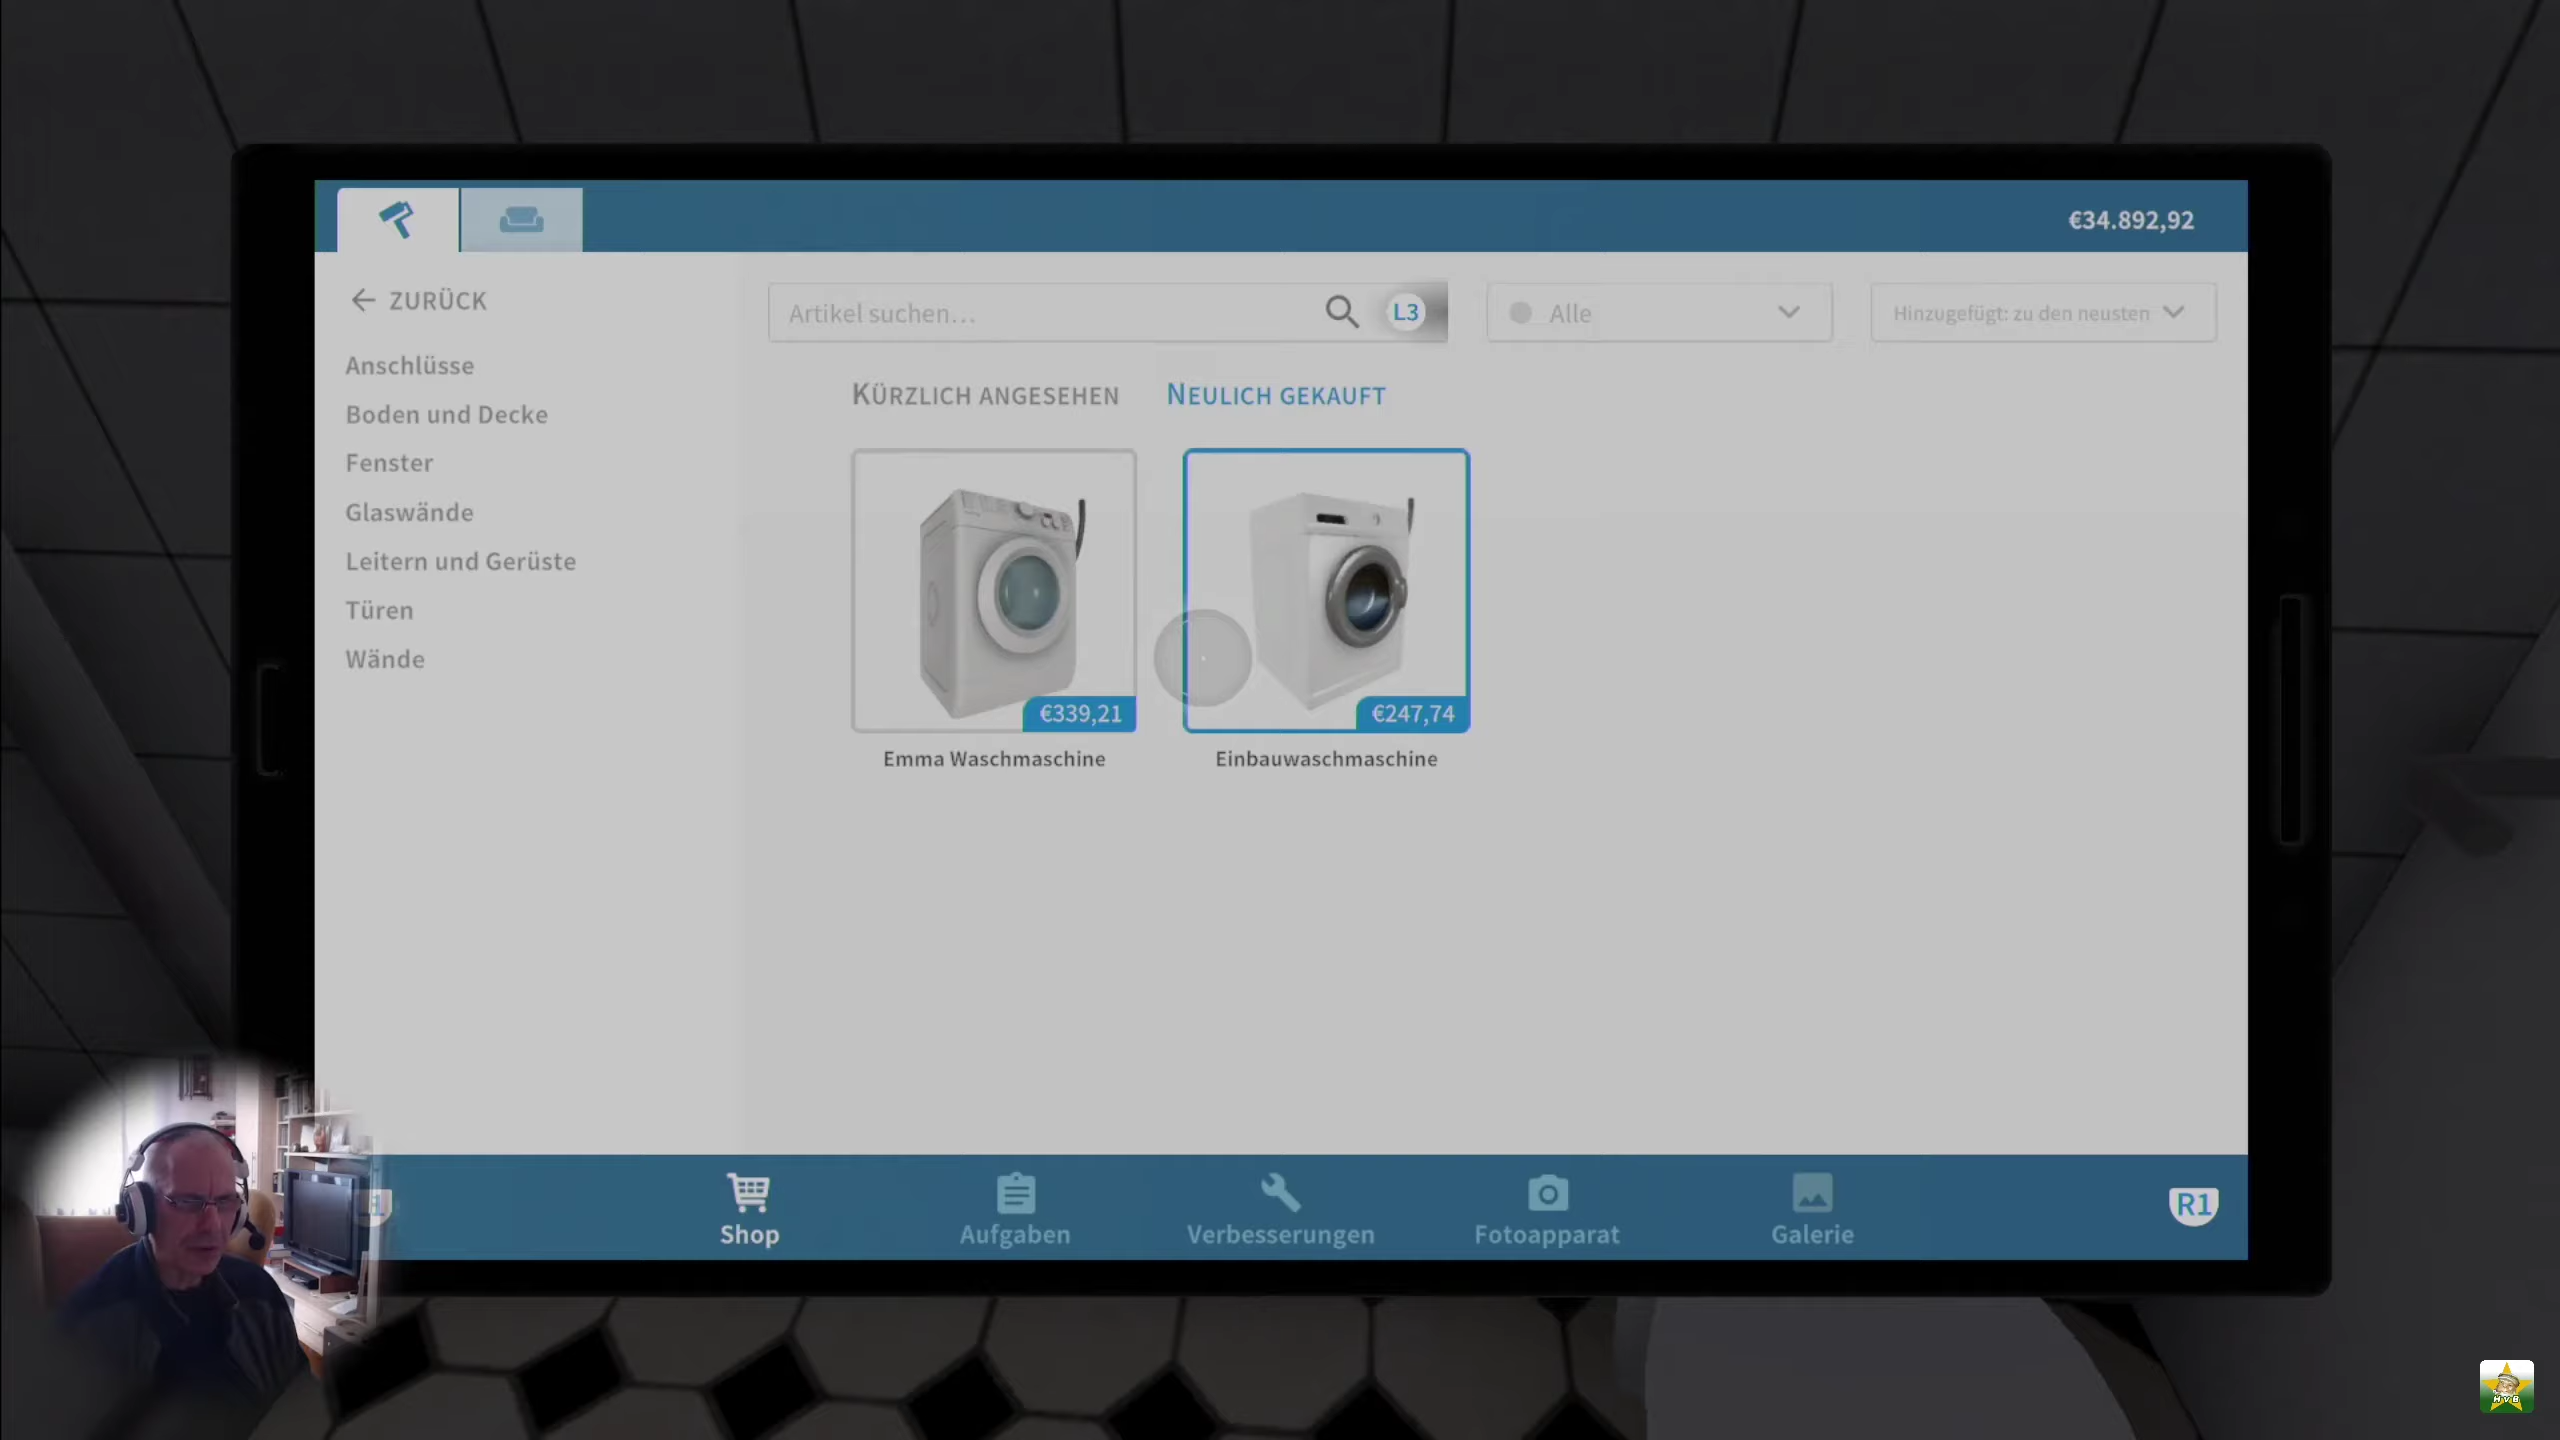 €34.892,92
← ZURÜCK
Artikel suchen...
L3
Alle
Hinzugefügt: zu den neusten
Anschlüsse
Boden und Decke
Fenster
Glaswände
Leitern und Gerüste
Türen
Wände
KÜRZLICH ANGESEHEN
NEULICH GEKAUFT
€339,21
€247,74
Emma Waschmaschine
Einbauwaschmaschine
Shop
Aufgaben
Verbesserungen
Fotoapparat
Galerie
R1
HVB